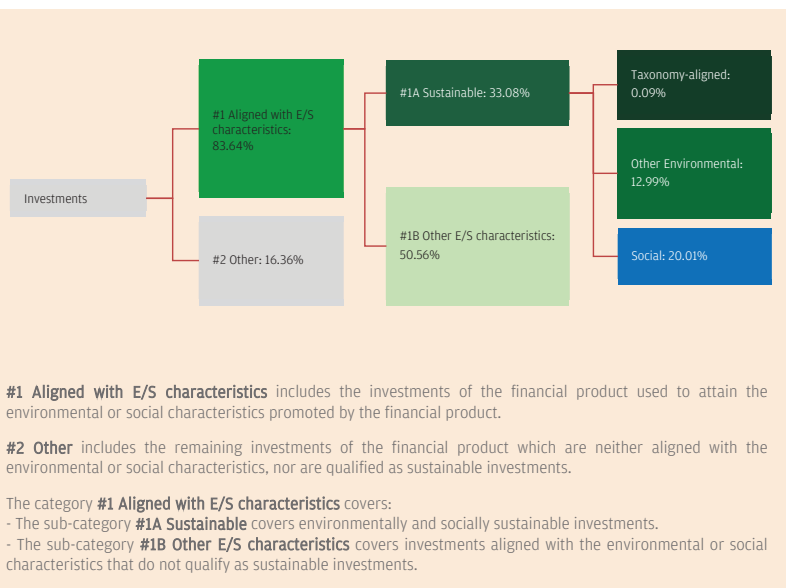 Investments
#1 Aligned with E/S
characteristics:
83.64%
#2 Other: 16.36%
#1A Sustainable: 33.08%
#1B Other E/S characteristics:
50.56%
Taxonomy-aligned:
0.09%
Other Environmental:
12.99%
Social: 20.01%
#1 Aligned with E/S characteristics includes the investments of the financial product used to attain the
environmental or social characteristics promoted by the financial product.
#2 Other includes the remaining investments of the financial product which are neither aligned with the
environmental or social characteristics, nor are qualified as sustainable investments.
The category #1 Aligned with E/S characteristics covers:
- The sub-category #1A Sustainable covers environmentally and socially sustainable investments.
- The sub-category #1B Other E/S characteristics covers investments aligned with the environmental or social
characteristics that do not qualify as sustainable investments.